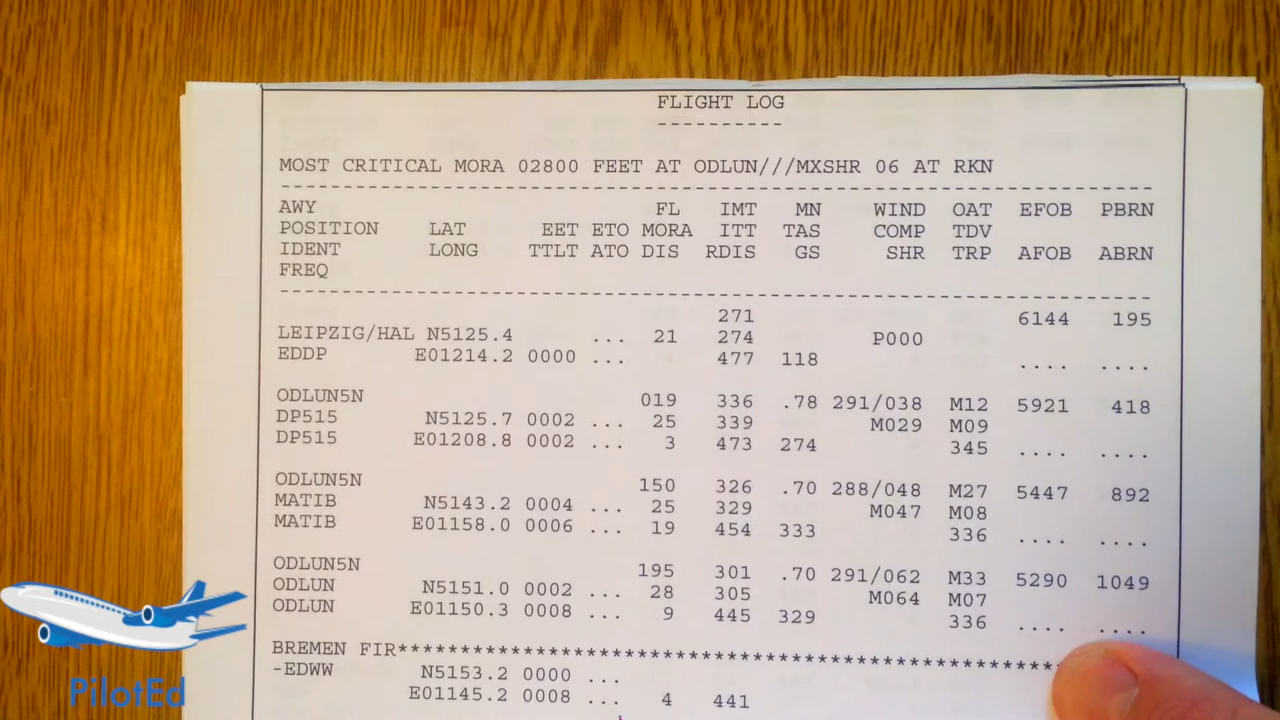 FLIGHT LOG
----------
MOST CRITICAL MORA 02800 FEET AT ODLUN///MXSHR 06 AT RKN
AWY FL IMT MN WIND OAT EFOB PBRN
POSITION LAT EET ETO MORA ITT TAS COMP TDV
IDENT LONG TTLT ATO DIS RDIS GS SHR TRP AFOB ABRN
FREQ
271 6144 195
LEIPZIG/HAL N5125.4 ... 21 274 P000
EDDP E01214.2 0000 ... 477 118 .... ....
ODLUN5N 019 336 .78 291/038 M12 5921 418
DP515 N5125.7 0002 ... 25 339 M029 M09
DP515 E01208.8 0002 ... 3 473 274 345 .... ....
ODLUN5N 150 326 .70 288/048 M27 5447 892
MATIB N5143.2 0004 ... 25 329 M047 M08
MATIB E01158.0 0006 ... 19 454 333 336 .... ....
ODLUN5N 195 301 .70 291/062 M33 5290 1049
ODLUN N5151.0 0002 ... 28 305 M064 M07
ODLUN E01150.3 0008 ... 9 445 329 336 .... ....
BREMEN FIR****************************************************
-EDWW N5153.2 0000 ...
E01145.2 0008 ... 4 441
PilotEd